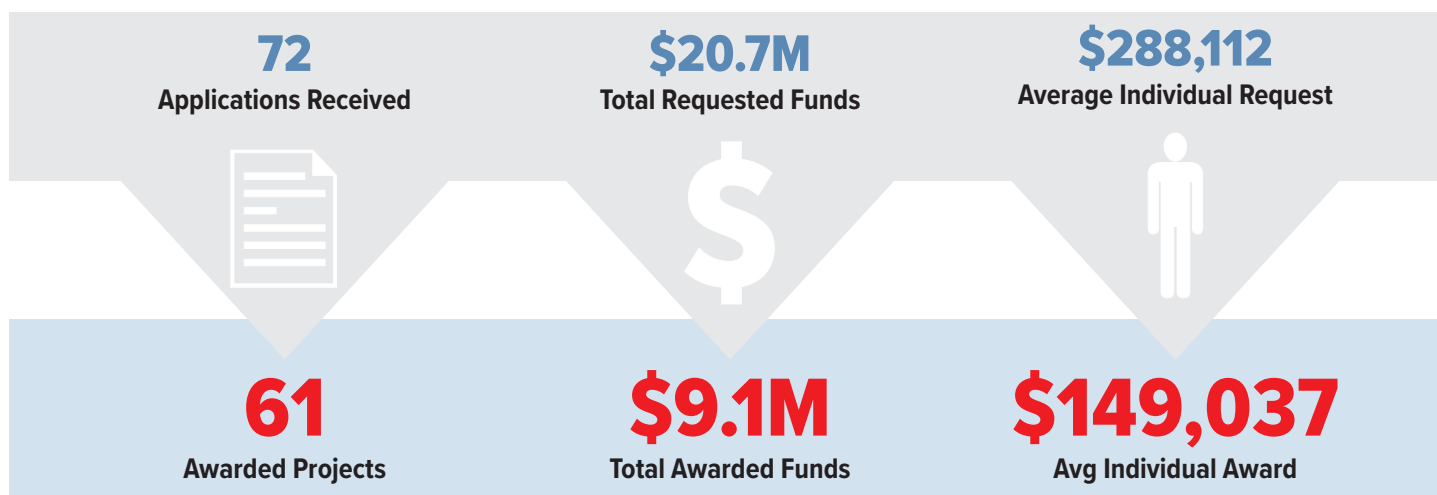 72
Applications Received
$20.7M
Total Requested Funds
$288,112
Average Individual Request
$
61
Awarded Projects
$9.1M
Total Awarded Funds
$149,037
Avg Individual Award